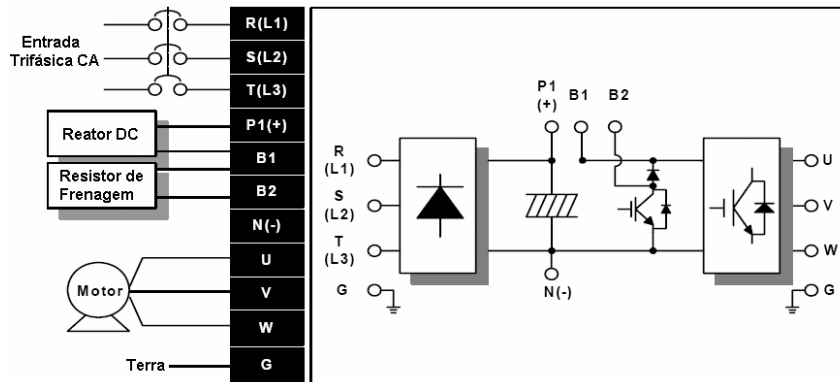 Entrada
Trifásica CA
Reator DC
Resistor de
Frenagem
Motor
Terra
R(L1)
S(L2)
T(L3)
P1(+)
B1
B2
N(-)
U
V
W
G
P1
(+)
B1
B2
R
(L1)
S
(L2)
T
(L3)
G
N(-)
U
V
W
G